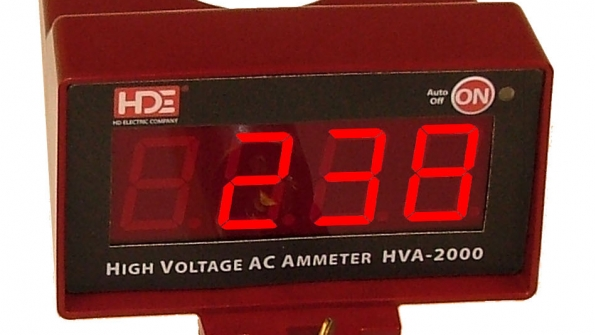 HDE
HD ELECTRIC COMPANY
Auto
Off
ON
238
HIGH VOLTAGE AC AMMETER HVA-2000